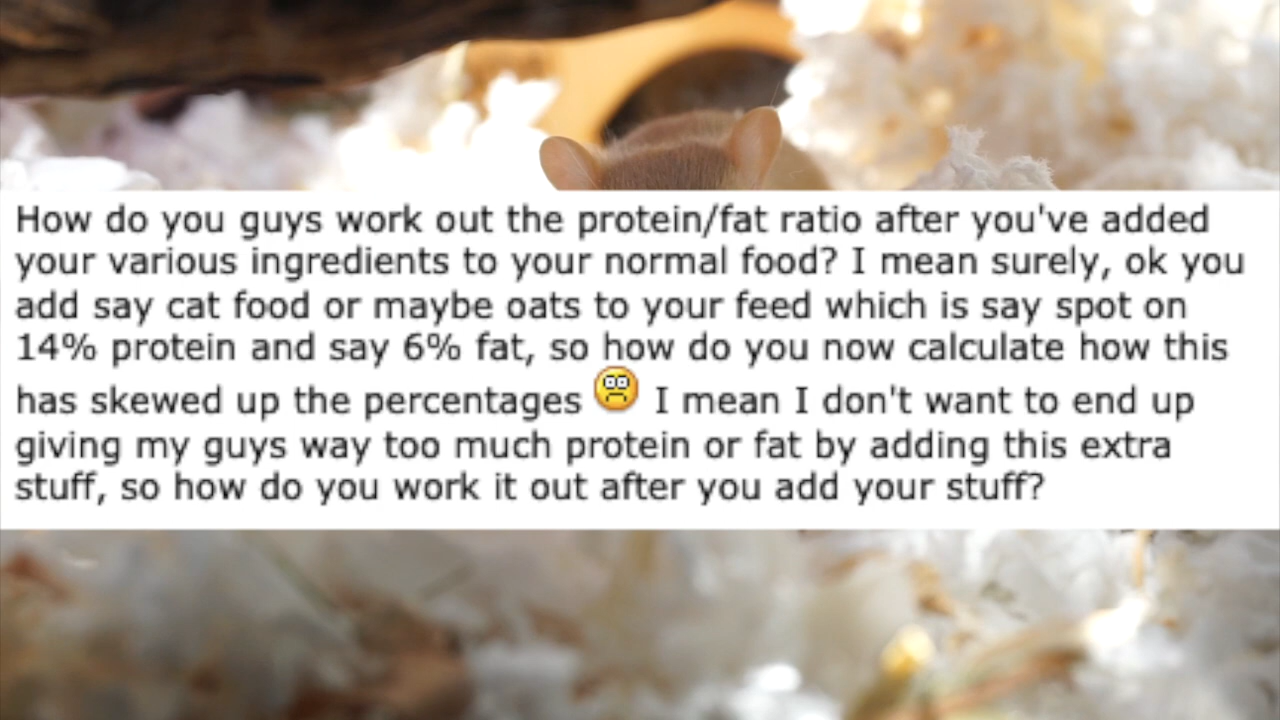 How do you guys work out the protein/fat ratio after you've added
your various ingredients to your normal food? I mean surely, ok you
add say cat food or maybe oats to your feed which is say spot on
14% protein and say 6% fat, so how do you now calculate how this
has skewed up the percentages I mean I don't want to end up
giving my guys way too much protein or fat by adding this extra
stuff, so how do you work it out after you add your stuff?